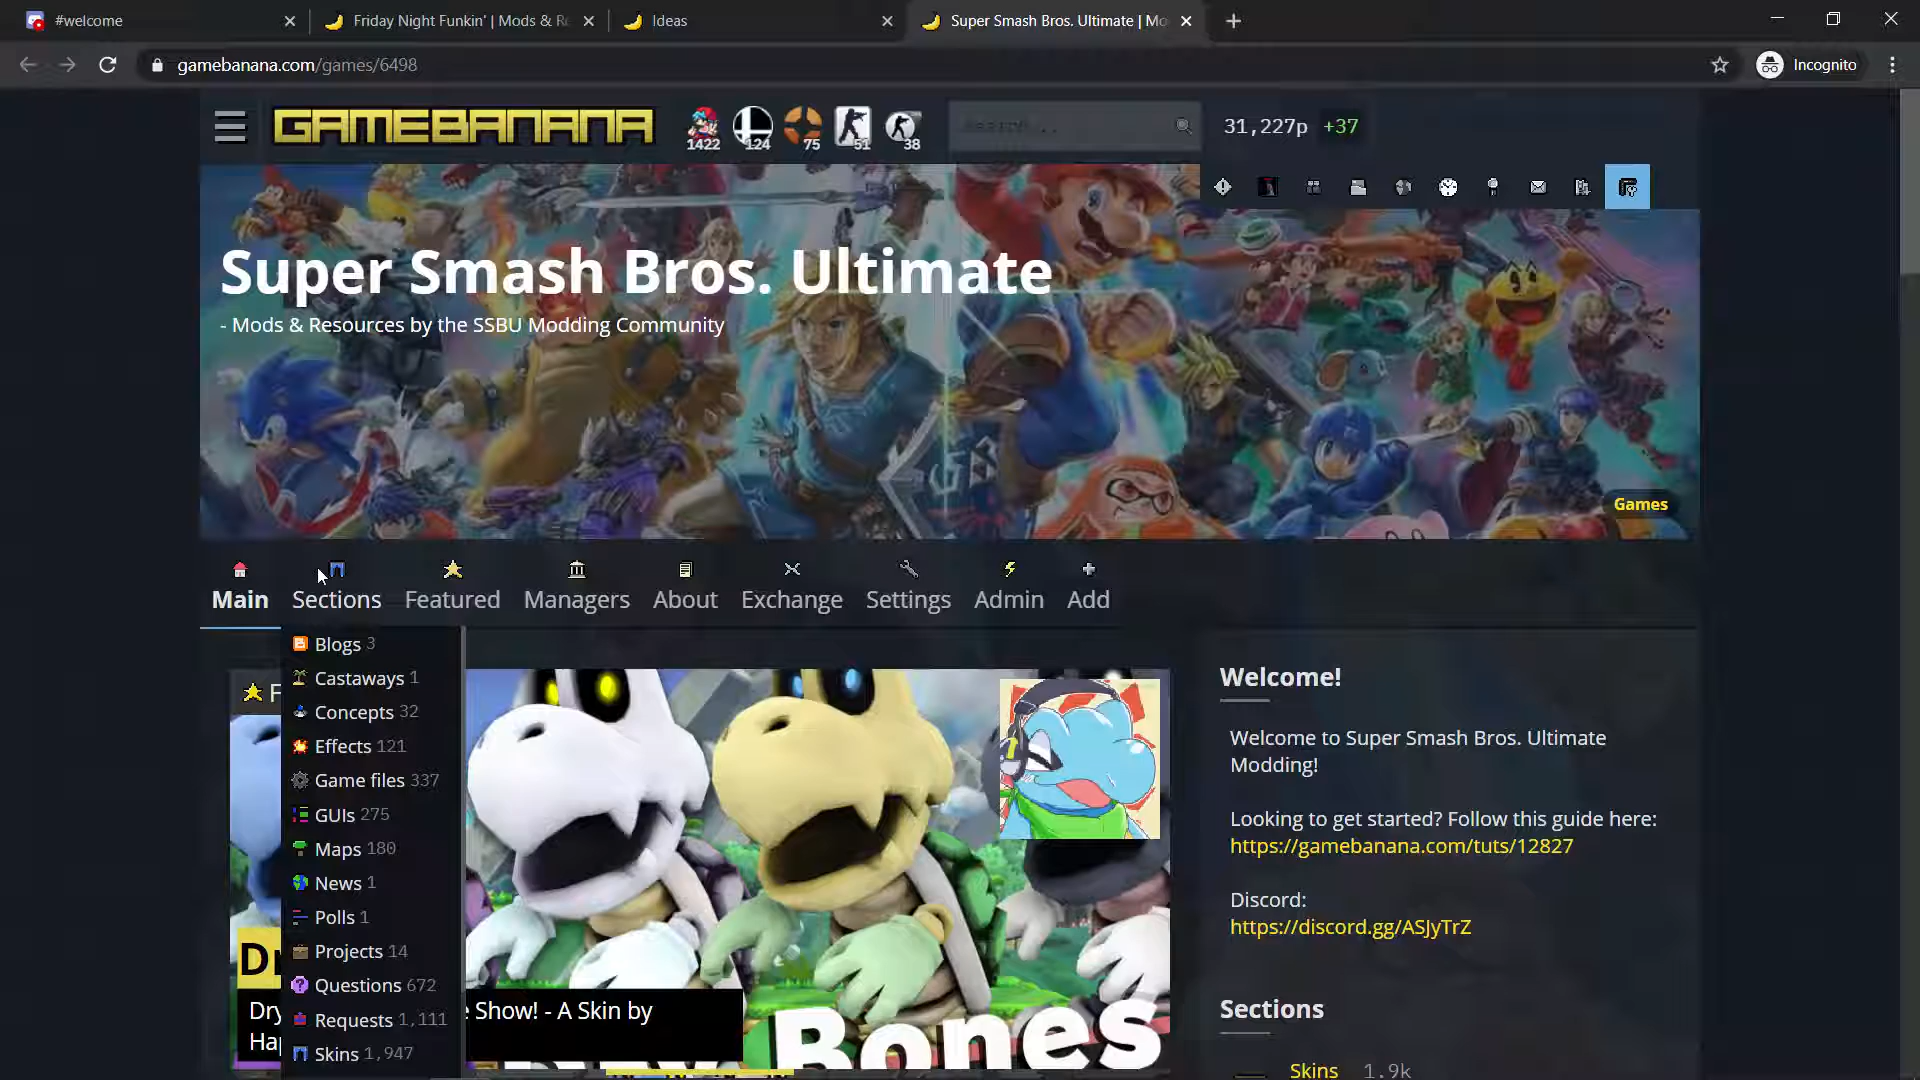 #welcome
Friday Night Funkin' | Mods & R
Ideas
Super Smash Bros. Ultimate | Mo
gamebanana.com/games/6498
Incognito
GAMEBANANA
1422
124
75
51
38
Search...
31,227p +37
Super Smash Bros. Ultimate
- Mods & Resources by the SSBU Modding Community
Games
Main
Sections
Featured
Managers
About
Exchange
Settings
Admin
Add
Blogs 3
Castaways 1
Concepts 32
Effects 121
Game files 337
GUIs 275
Maps 180
News 1
Polls 1
Projects 14
Questions 672
Requests 1,111
Skins 1,947
F
Dr
Dry
e Show! - A Skin by
Ha
Bones
Welcome!
Welcome to Super Smash Bros. Ultimate
Modding!
Looking to get started? Follow this guide here:
https://gamebanana.com/tuts/12827
Discord:
https://discord.gg/ASJyTrZ
Sections
Skins 1.9k